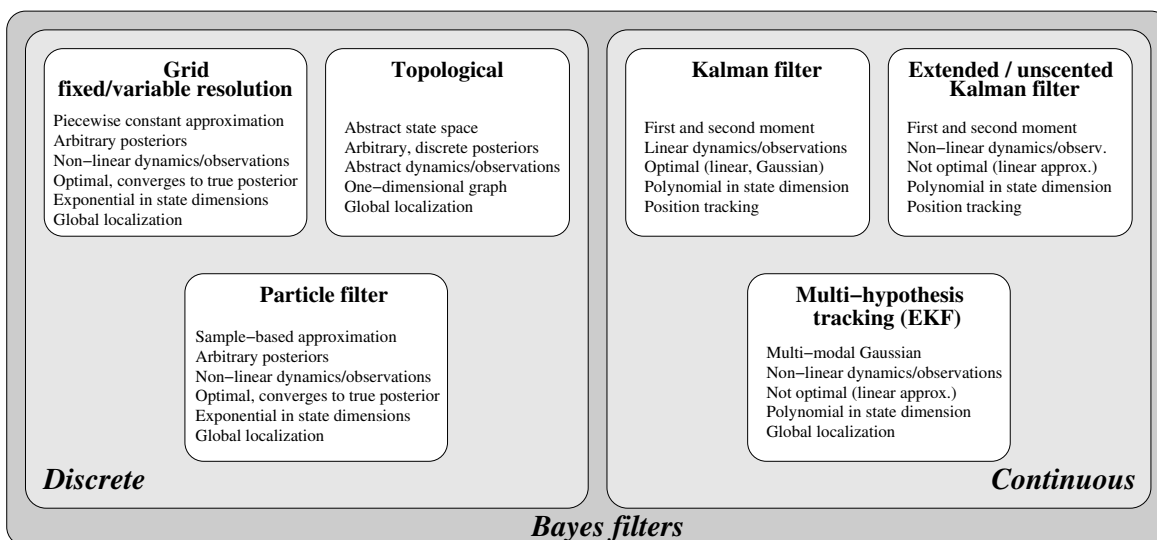 Grid
fixed/variable resolution
Piecewise constant approximation
Arbitrary posteriors
Non−linear dynamics/observations
Optimal, converges to true posterior
Exponential in state dimensions
Global localization
Topological
Abstract state space
Arbitrary, discrete posteriors
Abstract dynamics/observations
One−dimensional graph
Global localization
Particle filter
Sample−based approximation
Arbitrary posteriors
Non−linear dynamics/observations
Optimal, converges to true posterior
Exponential in state dimensions
Global localization
Discrete
Kalman filter
First and second moment
Linear dynamics/observations
Optimal (linear, Gaussian)
Polynomial in state dimension
Position tracking
Extended / unscented
Kalman filter
First and second moment
Non−linear dynamics/observ.
Not optimal (linear approx.)
Polynomial in state dimension
Position tracking
Multi−hypothesis
tracking (EKF)
Multi−modal Gaussian
Non−linear dynamics/observations
Not optimal (linear approx.)
Polynomial in state dimension
Global localization
Continuous
Bayes filters